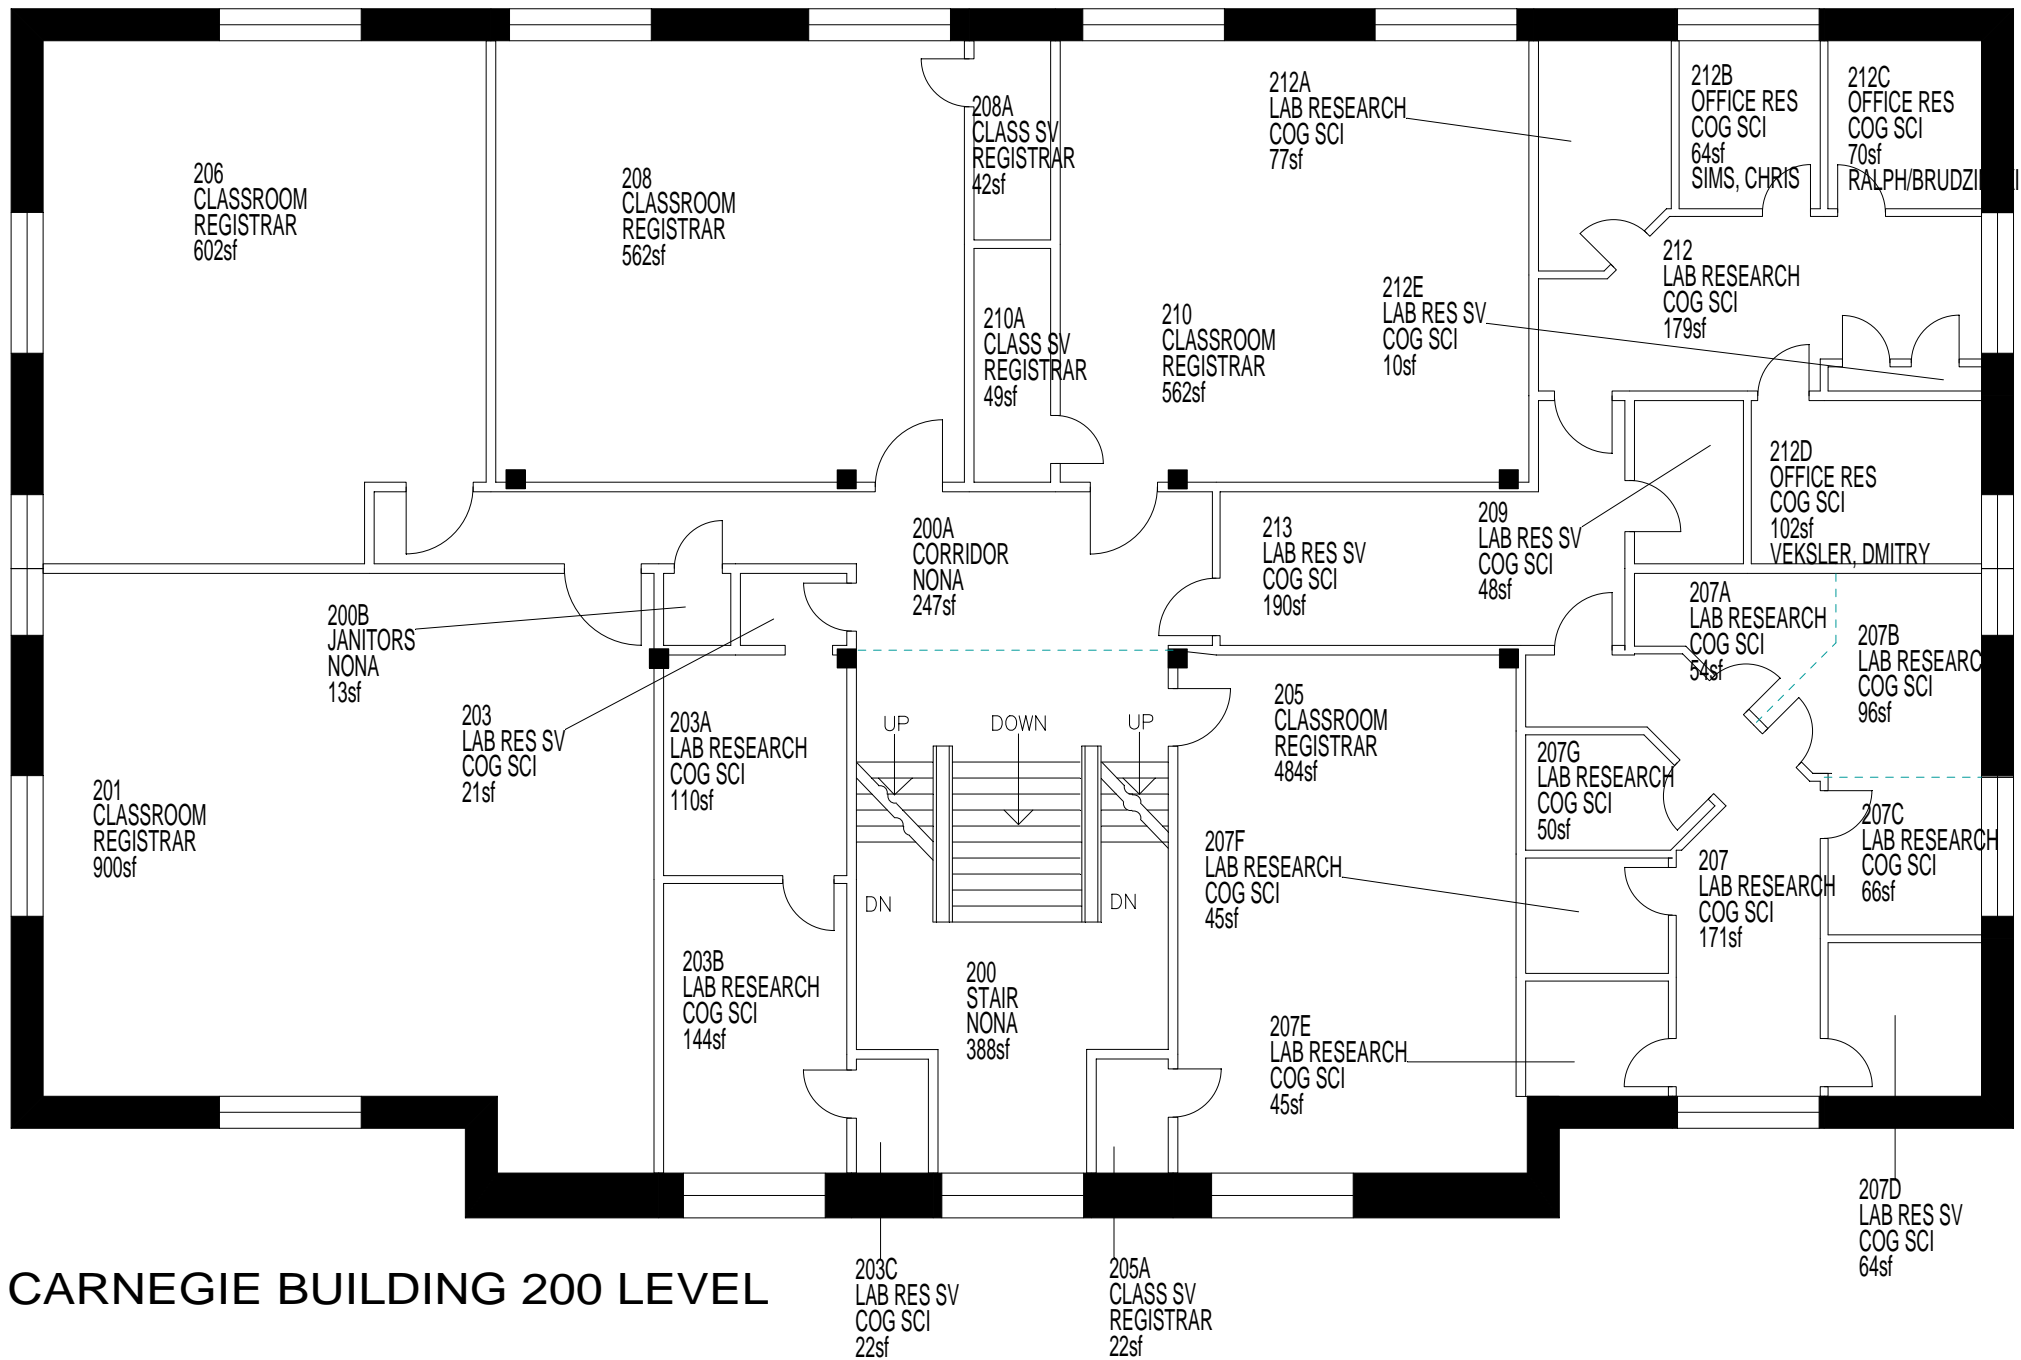 206
CLASSROOM
REGISTRAR
602sf
208
CLASSROOM
REGISTRAR
562sf
208A
CLASS SV
REGISTRAR
42sf
210A
CLASS SV
REGISTRAR
49sf
210
CLASSROOM
REGISTRAR
562sf
212A
LAB RESEARCH
COG SCI
77sf
212B
OFFICE RES
COG SCI
64sf
SIMS, CHRIS
212C
OFFICE RES
COG SCI
70sf
212
LAB RESEARCH
COG SCI
179sf
212E
LAB RES SV
COG SCI
10sf
212D
OFFICE RES
COG SCI
102sf
VEKSLER, DMITRY
209
LAB RES SV
COG SCI
48sf
213
LAB RES SV
COG SCI
190sf
200A
CORRIDOR
NONA
247sf
200B
JANITORS
NONA
13sf
203
LAB RES SV
COG SCI
21sf
203A
LAB RESEARCH
COG SCI
110sf
201
CLASSROOM
REGISTRAR
900sf
203B
LAB RESEARCH
COG SCI
144sf
UP
DOWN
UP
DN
DN
200
STAIR
NONA
388sf
205
CLASSROOM
REGISTRAR
484sf
207A
LAB RESEARCH
COG SCI
54sf
207B
LAB RESEARC
COG SCI
96sf
207G
LAB RESEARCH
COG SCI
50sf
207C
LAB RESEARCH
COG SCI
66sf
207F
LAB RESEARCH
COG SCI
45sf
207
LAB RESEARCH
COG SCI
171sf
207E
LAB RESEARCH
COG SCI
45sf
207D
LAB RES SV
COG SCI
64sf
203C
LAB RES SV
COG SCI
22sf
205A
CLASS SV
REGISTRAR
22sf
CARNEGIE BUILDING 200 LEVEL